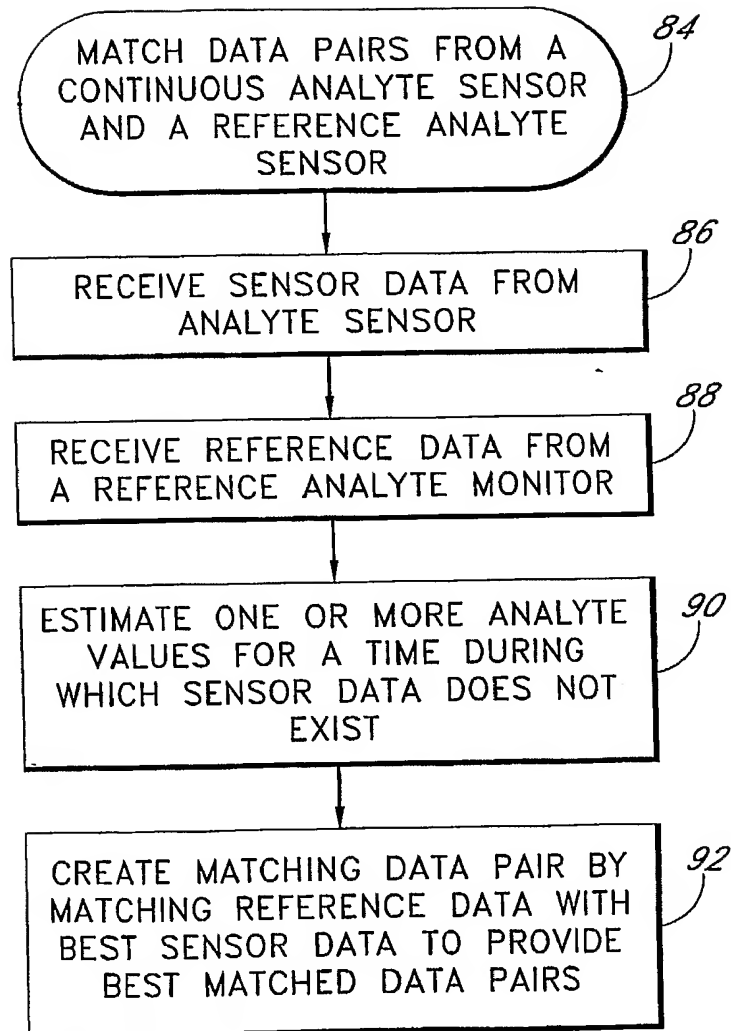 84
MATCH DATA PAIRS FROM A
CONTINUOUS ANALYTE SENSOR
AND A REFERENCE ANALYTE
SENSOR
86
RECEIVE SENSOR DATA FROM
ANALYTE SENSOR
88
RECEIVE REFERENCE DATA FROM
A REFERENCE ANALYTE MONITOR
90
ESTIMATE ONE OR MORE ANALYTE
VALUES FOR A TIME DURING
WHICH SENSOR DATA DOES NOT
EXIST
92
CREATE MATCHING DATA PAIR BY
MATCHING REFERENCE DATA WITH
BEST SENSOR DATA TO PROVIDE
BEST MATCHED DATA PAIRS